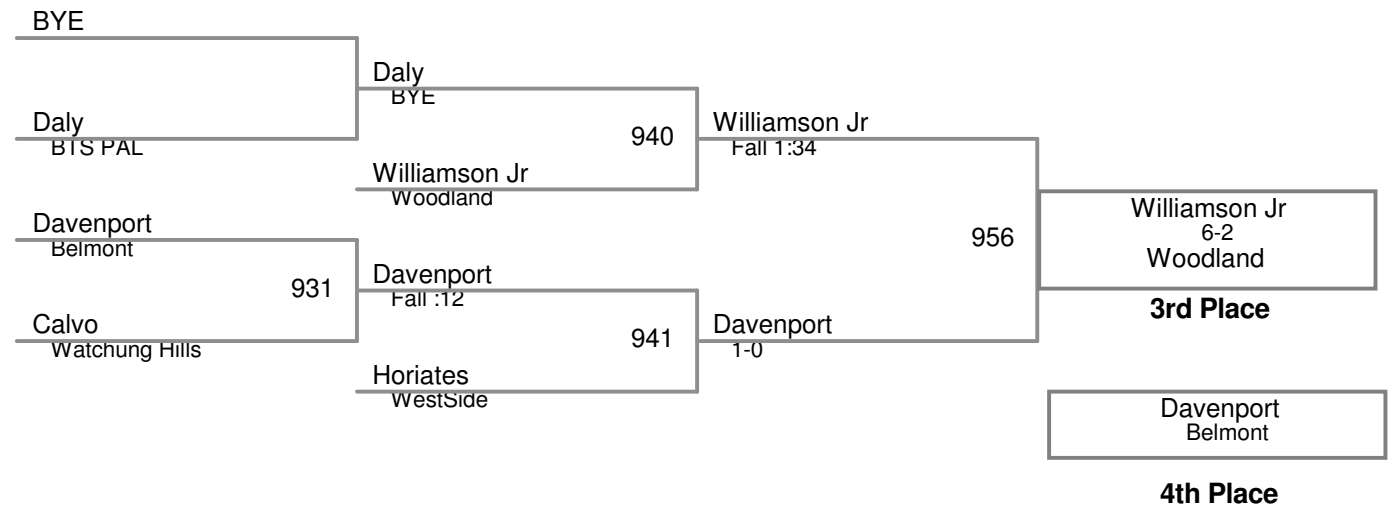 BYE
Daly
BYE
Daly
BTS PAL
940
Williamson Jr
Fall 1:34
Williamson Jr
Woodland
Davenport
Belmont
956
Williamson Jr
6-2
Woodland
3rd Place
931
Davenport
Fall :12
Calvo
Watchung Hills
941
Davenport
1-0
Horiates
WestSide
Davenport
Belmont
4th Place